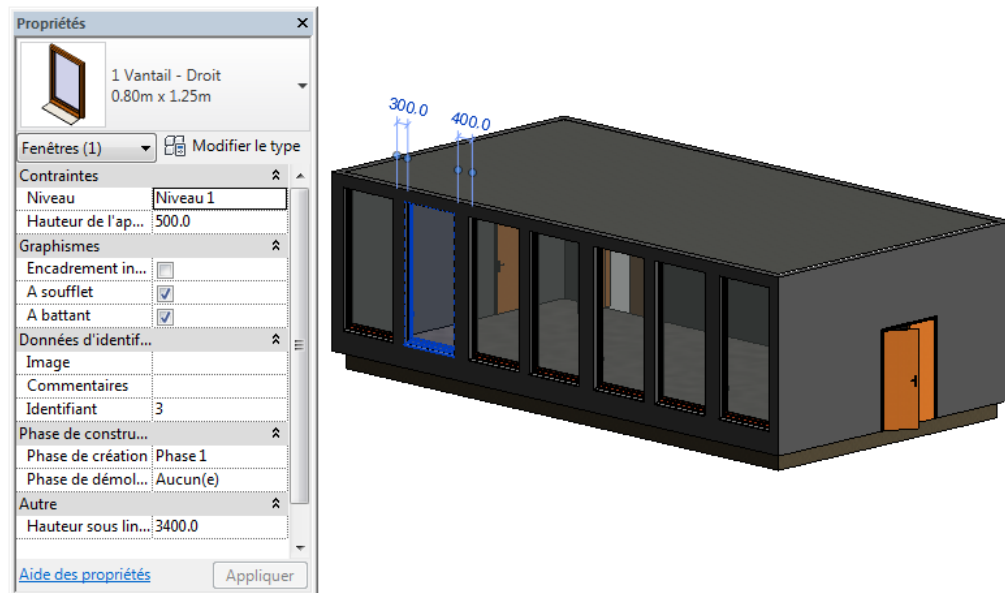 Propriétés
1 Vantail - Droit
0.80m x 1.25m
Fenêtres (1)
Modifier le type
Contraintes
Niveau Niveau 1
Hauteur de l'ap... 500.0
Graphismes
Encadrement in...
A soufflet
A battant
Données d'identif...
Image
Commentaires
Identifiant 3
Phase de constru...
Phase de création Phase 1
Phase de démol... Aucun(e)
Autre
Hauteur sous lin... 3400.0
Aide des propriétés
Appliquer
300.0
400.0